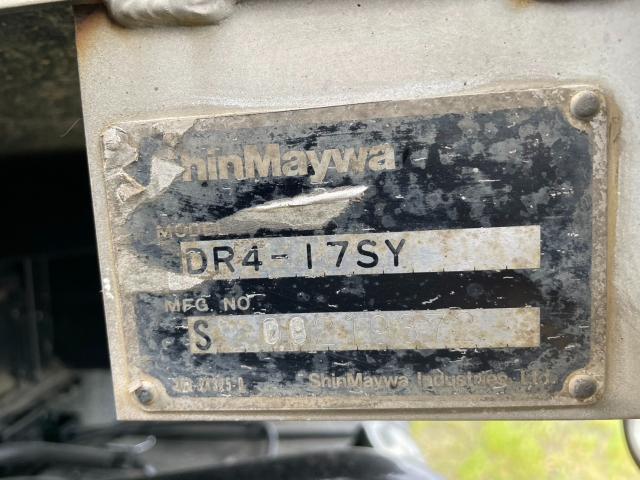 ShinMaywa
MODEL
DR4-17SY
MFG. NO.
S
ShinMaywa Industries, Ltd.